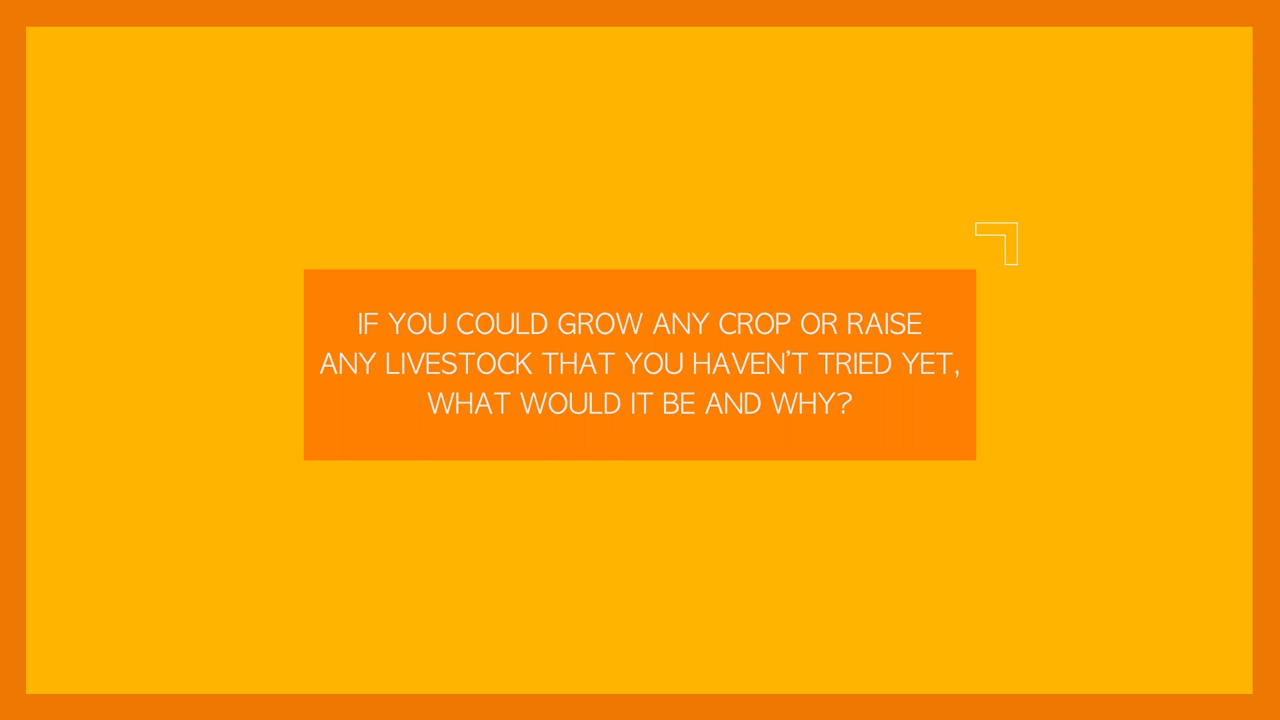 IF YOU COULD GROW ANY CROP OR RAISE
ANY LIVESTOCK THAT YOU HAVEN’T TRIED YET,
WHAT WOULD IT BE AND WHY?